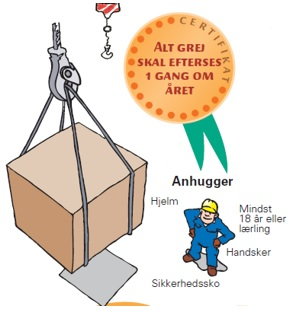 CERTIFIKAT
ALT GREJ
SKAL EFTERSES
1 GANG OM
ÅRET
Anhugger
Hjelm
Mindst
18 år eller
lærling
Handsker
Sikkerhedssko